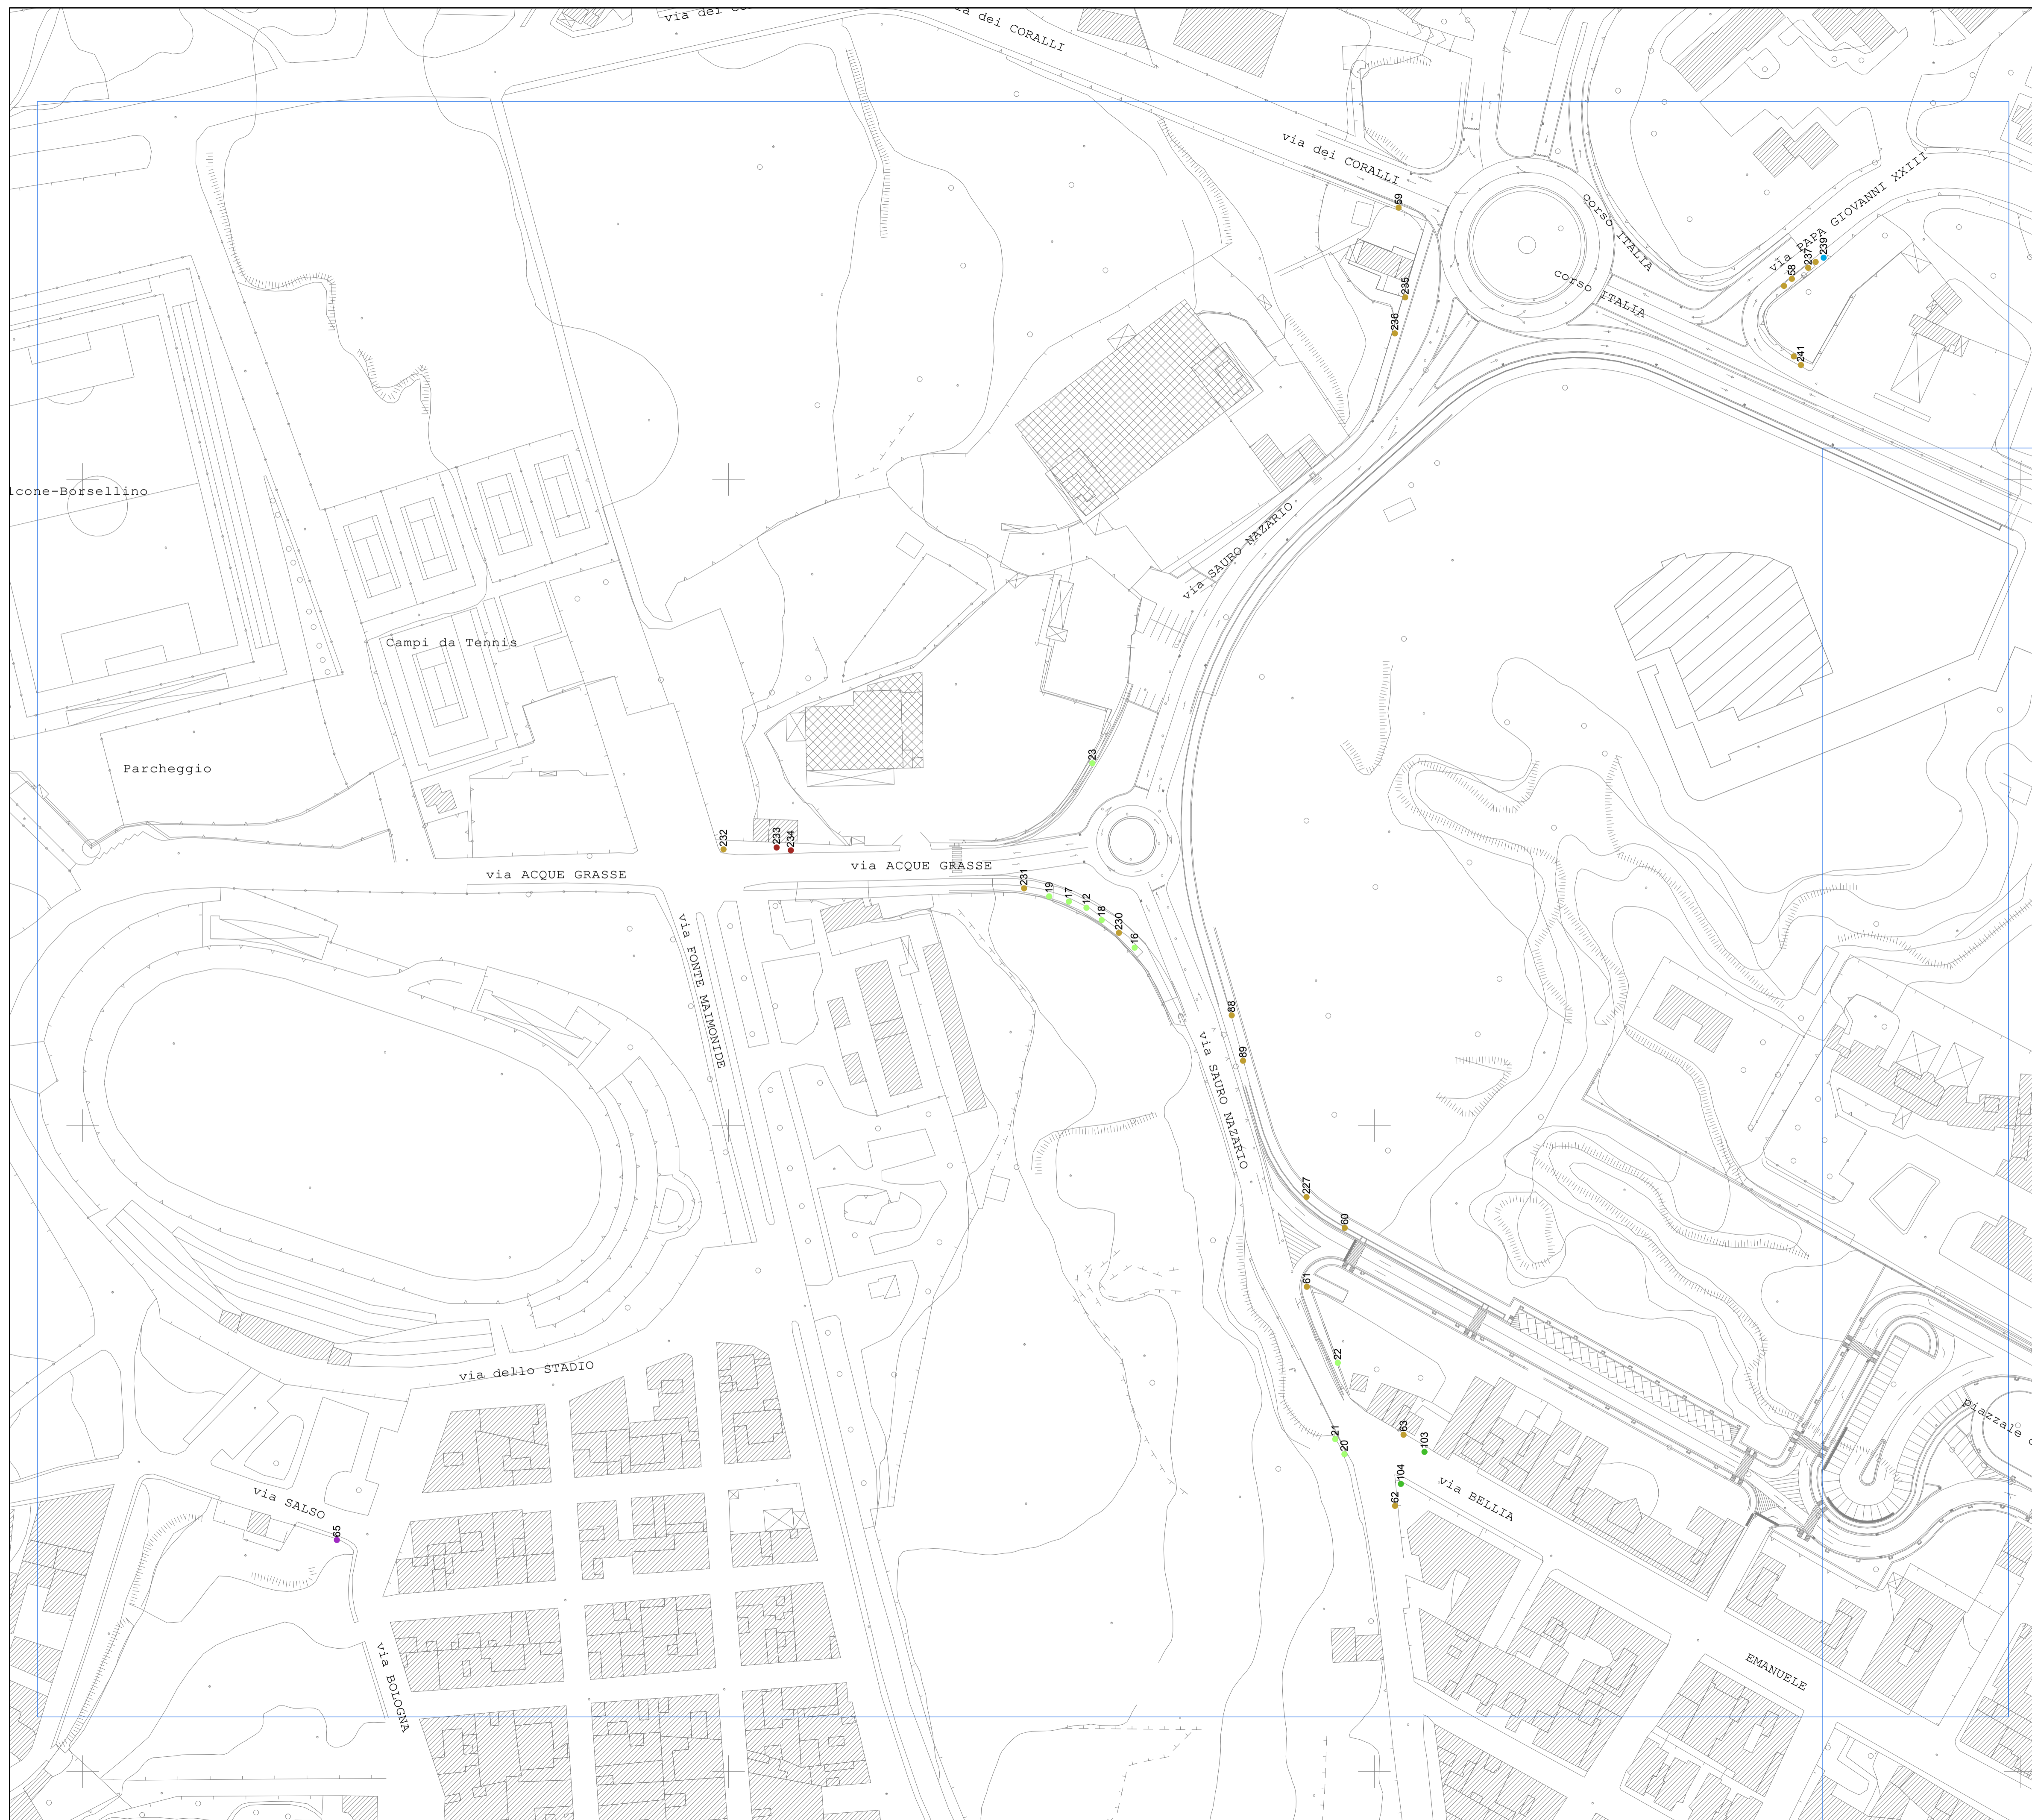 via dei CORALLI
via dei CORALLI
59
corso ITALIA
corso ITALIA
via PAPA GIOVANNI XXIII
58
237
239
235
236
241
lcone-Borsellino
via SAURO NAZARIO
Campi da Tennis
Parcheggio
23
232
233
234
via ACQUE GRASSE
via ACQUE GRASSE
231
19
17
12
18
230
16
via FONTE MAIMONIDE
88
89
via SAURO NAZARIO
227
60
61
22
via dello STADIO
piazzale
63
103
21
20
104
62
via BELLIA
via SALSO
65
via BOLOGNA
EMANUELE